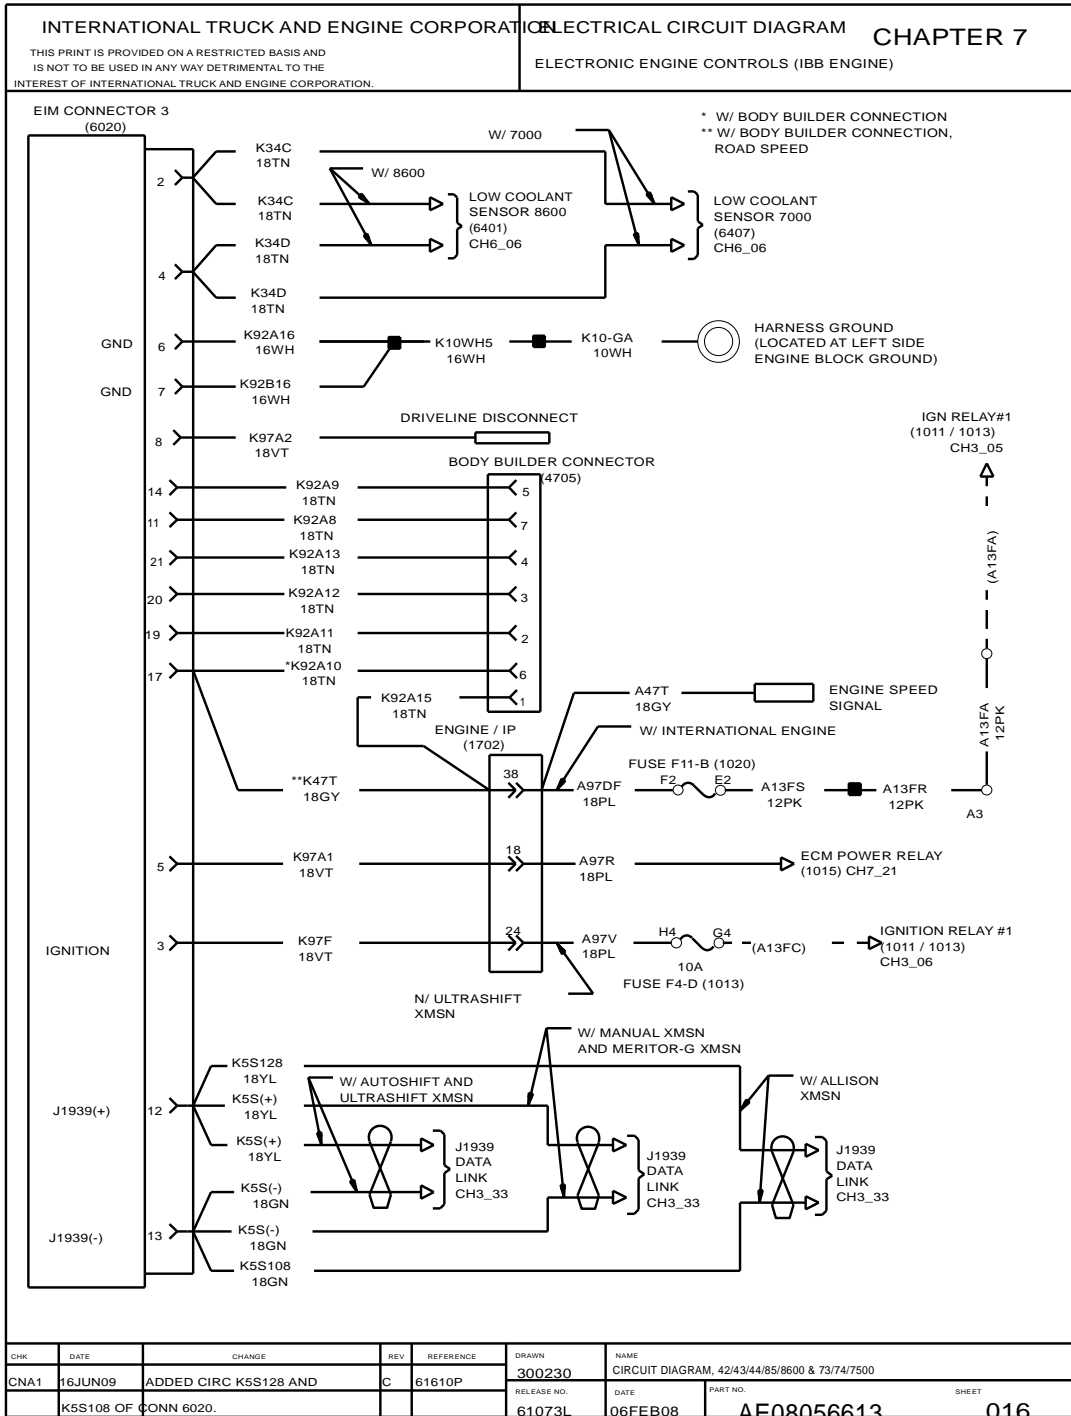 INTERNATIONAL TRUCK AND ENGINE CORPORATION
THIS PRINT IS PROVIDED ON A RESTRICTED BASIS AND
IS NOT TO BE USED IN ANY WAY DETRIMENTAL TO THE
INTEREST OF INTERNATIONAL TRUCK AND ENGINE CORPORATION.
ELECTRICAL CIRCUIT DIAGRAM
CHAPTER 7
ELECTRONIC ENGINE CONTROLS (IBB ENGINE)
EIM CONNECTOR 3
(6020)
* W/ BODY BUILDER CONNECTION
** W/ BODY BUILDER CONNECTION,
ROAD SPEED
W/ 7000
W/ 8600
2
K34C
18TN
K34C
18TN
LOW COOLANT
SENSOR 8600
(6401)
CH6_06
LOW COOLANT
SENSOR 7000
(6407)
CH6_06
4
K34D
18TN
K34D
18TN
GND
6
K92A16
16WH
K10WH5
16WH
K10-GA
10WH
HARNESS GROUND
(LOCATED AT LEFT SIDE
ENGINE BLOCK GROUND)
GND
7
K92B16
16WH
8
K97A2
18VT
DRIVELINE DISCONNECT
IGN RELAY#1
(1011 / 1013)
CH3_05
BODY BUILDER CONNECTOR
(4705)
14
K92A9
18TN
5
11
K92A8
18TN
7
21
K92A13
18TN
4
(A13FA)
20
K92A12
18TN
3
19
K92A11
18TN
2
17
*K92A10
18TN
6
K92A15
18TN
1
A47T
18GY
ENGINE SPEED
SIGNAL
A13FA
12PK
ENGINE / IP
(1702)
W/ INTERNATIONAL ENGINE
**K47T
18GY
38
A97DF
18PL
FUSE F11-B (1020)
F2
E2
A13FS
12PK
A13FR
12PK
A3
5
K97A1
18VT
18
A97R
18PL
ECM POWER RELAY
(1015) CH7_21
IGNITION
3
K97F
18VT
24
A97V
18PL
H4
G4
10A
FUSE F4-D (1013)
(A13FC)
IGNITION RELAY #1
(1011 / 1013)
CH3_06
N/ ULTRASHIFT
XMSN
W/ MANUAL XMSN
AND MERITOR-G XMSN
W/ AUTOSHIFT AND
ULTRASHIFT XMSN
W/ ALLISON
XMSN
J1939(+)
12
K5S128
18YL
K5S(+)
18YL
K5S(+)
18YL
J1939
DATA
LINK
CH3_33
J1939
DATA
LINK
CH3_33
J1939
DATA
LINK
CH3_33
J1939(-)
13
K5S(-)
18GN
K5S(-)
18GN
K5S108
18GN
CHK DATE CHANGE REV REFERENCE
CNA1 16JUN09 ADDED CIRC K5S128 AND C 61610P
K5S108 OF CONN 6020.
DRAWN
300230
NAME
CIRCUIT DIAGRAM, 42/43/44/85/8600 & 73/74/7500
RELEASE NO.
61073L
DATE
06FEB08
PART NO.
AE08056613
SHEET
016